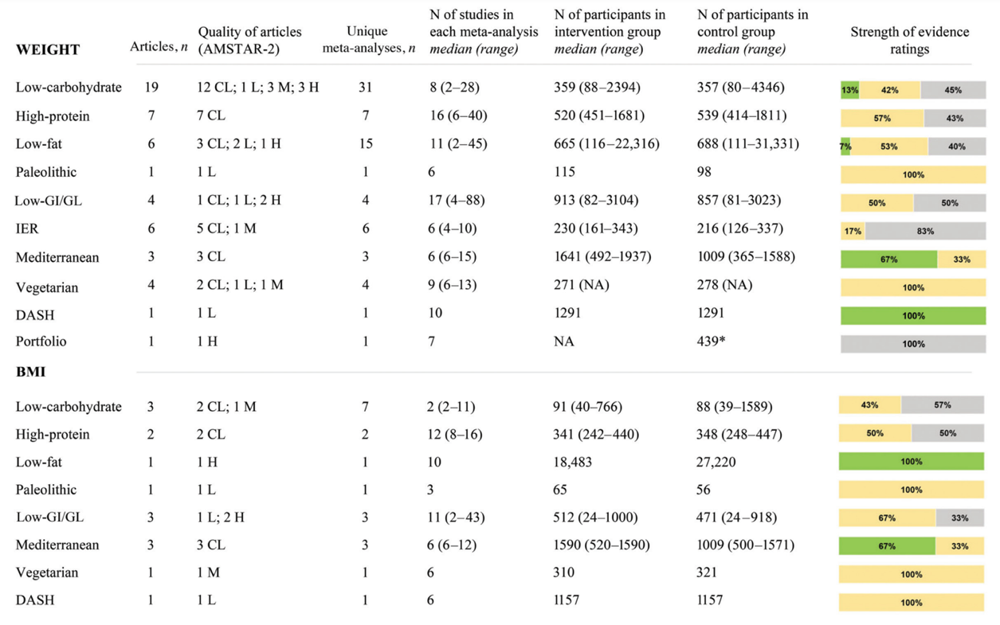 WEIGHT Articles, n Quality of articles (AMSTAR-2) Unique meta-analyses, n N of studies in each meta-analysis median (range) N of participants in intervention group median (range) N of participants in control group median (range) Strength of evidence ratings
Low-carbohydrate 19 12 CL; 1 L; 3 M; 3 H 31 8 (2–28) 359 (88–2394) 357 (80–4346) 13% 42% 45%
High-protein 7 7 CL 7 16 (6–40) 520 (451–1681) 539 (414–1811) 57% 43%
Low-fat 6 3 CL; 2 L; 1 H 15 11 (2–45) 665 (116–22,316) 688 (111–31,331) 7% 53% 40%
Paleolithic 1 1 L 1 6 115 98 100%
Low-GI/GL 4 1 CL; 1 L; 2 H 4 17 (4–88) 913 (82–3104) 857 (81–3023) 50% 50%
IER 6 5 CL; 1 M 6 6 (4–10) 230 (161–343) 216 (126–337) 17% 83%
Mediterranean 3 3 CL 3 6 (6–15) 1641 (492–1937) 1009 (365–1588) 67% 33%
Vegetarian 4 2 CL; 1 L; 1 M 4 9 (6–13) 271 (NA) 278 (NA) 100%
DASH 1 1 L 1 10 1291 1291 100%
Portfolio 1 1 H 1 7 NA 439* 100%
BMI
Low-carbohydrate 3 2 CL; 1 M 7 2 (2–11) 91 (40–766) 88 (39–1589) 43% 57%
High-protein 2 2 CL 2 12 (8–16) 341 (242–440) 348 (248–447) 50% 50%
Low-fat 1 1 H 1 10 18,483 27,220 100%
Paleolithic 1 1 L 1 3 65 56 100%
Low-GI/GL 3 1 L; 2 H 3 11 (2–43) 512 (24–1000) 471 (24–918) 67% 33%
Mediterranean 3 3 CL 3 6 (6–12) 1590 (520–1590) 1009 (500–1571) 67% 33%
Vegetarian 1 1 M 1 6 310 321 100%
DASH 1 1 L 1 6 1157 1157 100%